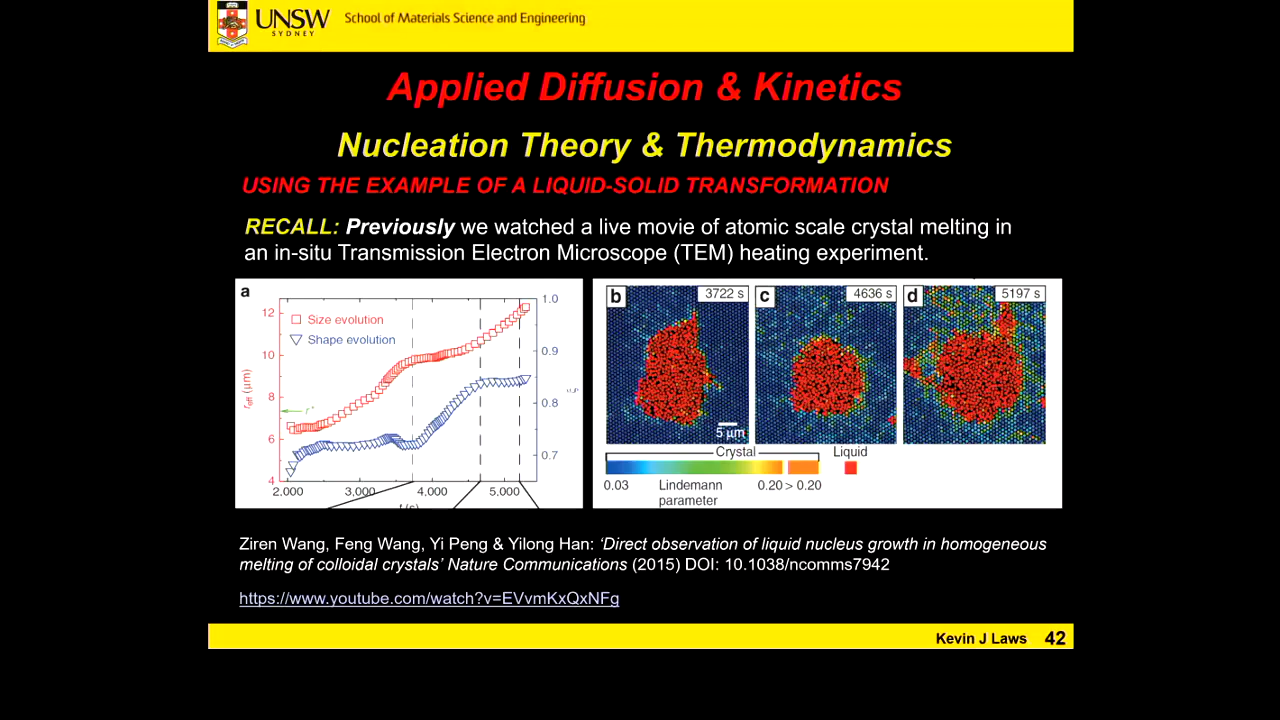 UNSW
SYDNEY
School of Materials Science and Engineering
Applied Diffusion & Kinetics
Nucleation Theory & Thermodynamics
USING THE EXAMPLE OF A LIQUID-SOLID TRANSFORMATION
RECALL: Previously we watched a live movie of atomic scale crystal melting in
an in-situ Transmission Electron Microscope (TEM) heating experiment.
a
12
10
8
6
4
r_eff (μm)
Size evolution
Shape evolution
r*
1.0
0.9
0.8
0.7
2,000 3,000 4,000 5,000
t (s)
b 3722 s
c 4636 s
d 5197 s
5 μm
Crystal Liquid
0.03 Lindemann 0.20 > 0.20
parameter
Ziren Wang, Feng Wang, Yi Peng & Yilong Han: ‘Direct observation of liquid nucleus growth in homogeneous
melting of colloidal crystals’ Nature Communications (2015) DOI: 10.1038/ncomms7942
https://www.youtube.com/watch?v=EVvmKxQxNFg
Kevin J Laws 42